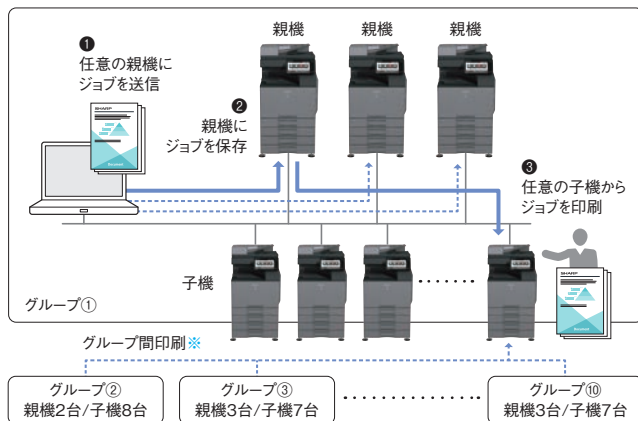 親機
親機
親機
❶
任意の親機に
ジョブを送信
SHARP
❷
親機に
ジョブを保存
❸
任意の子機から
ジョブを印刷
子機
SHARP
グループ①
グループ間印刷※
グループ②
親機2台/子機8台
グループ③
親機3台/子機7台
グループ⑩
親機3台/子機7台